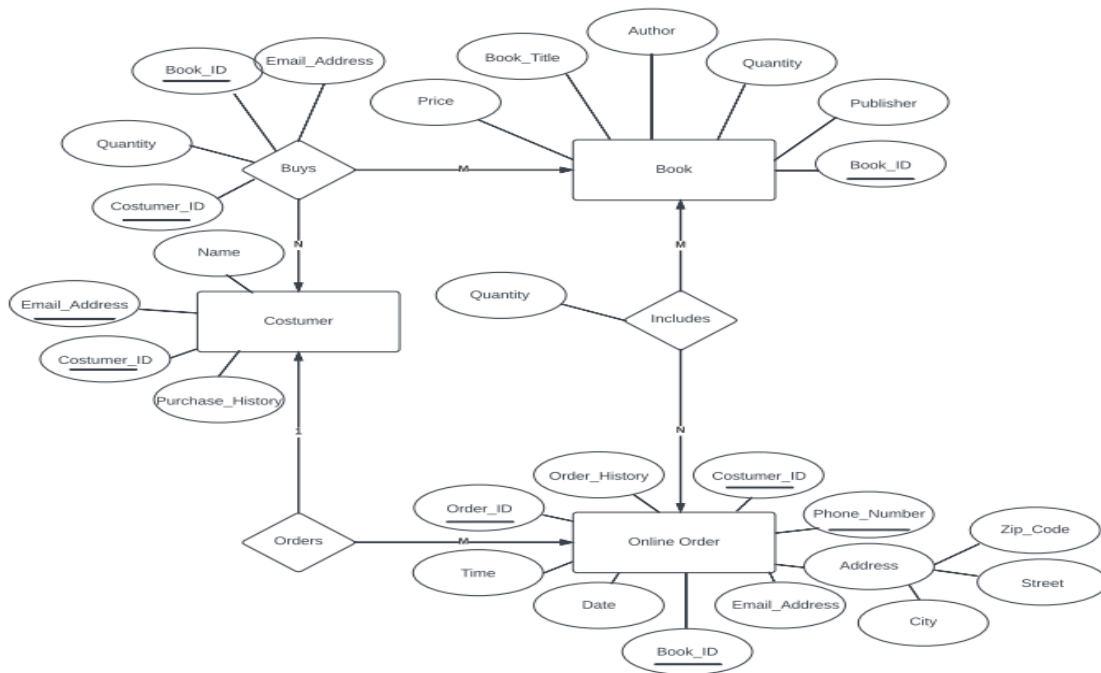 Author
Book_Title
Email_Address
Book_ID
Quantity
Price
Publisher
Quantity
Buys
M
Book
Book_ID
Costumer_ID
N
Name
M
Email_Address
Costumer
Quantity
Includes
Costumer_ID
Purchase_History
1
N
Order_History
Costumer_ID
Order_ID
Phone_Number
Zip_Code
Orders
M
Online Order
Address
Time
Street
Date
Email_Address
City
Book_ID